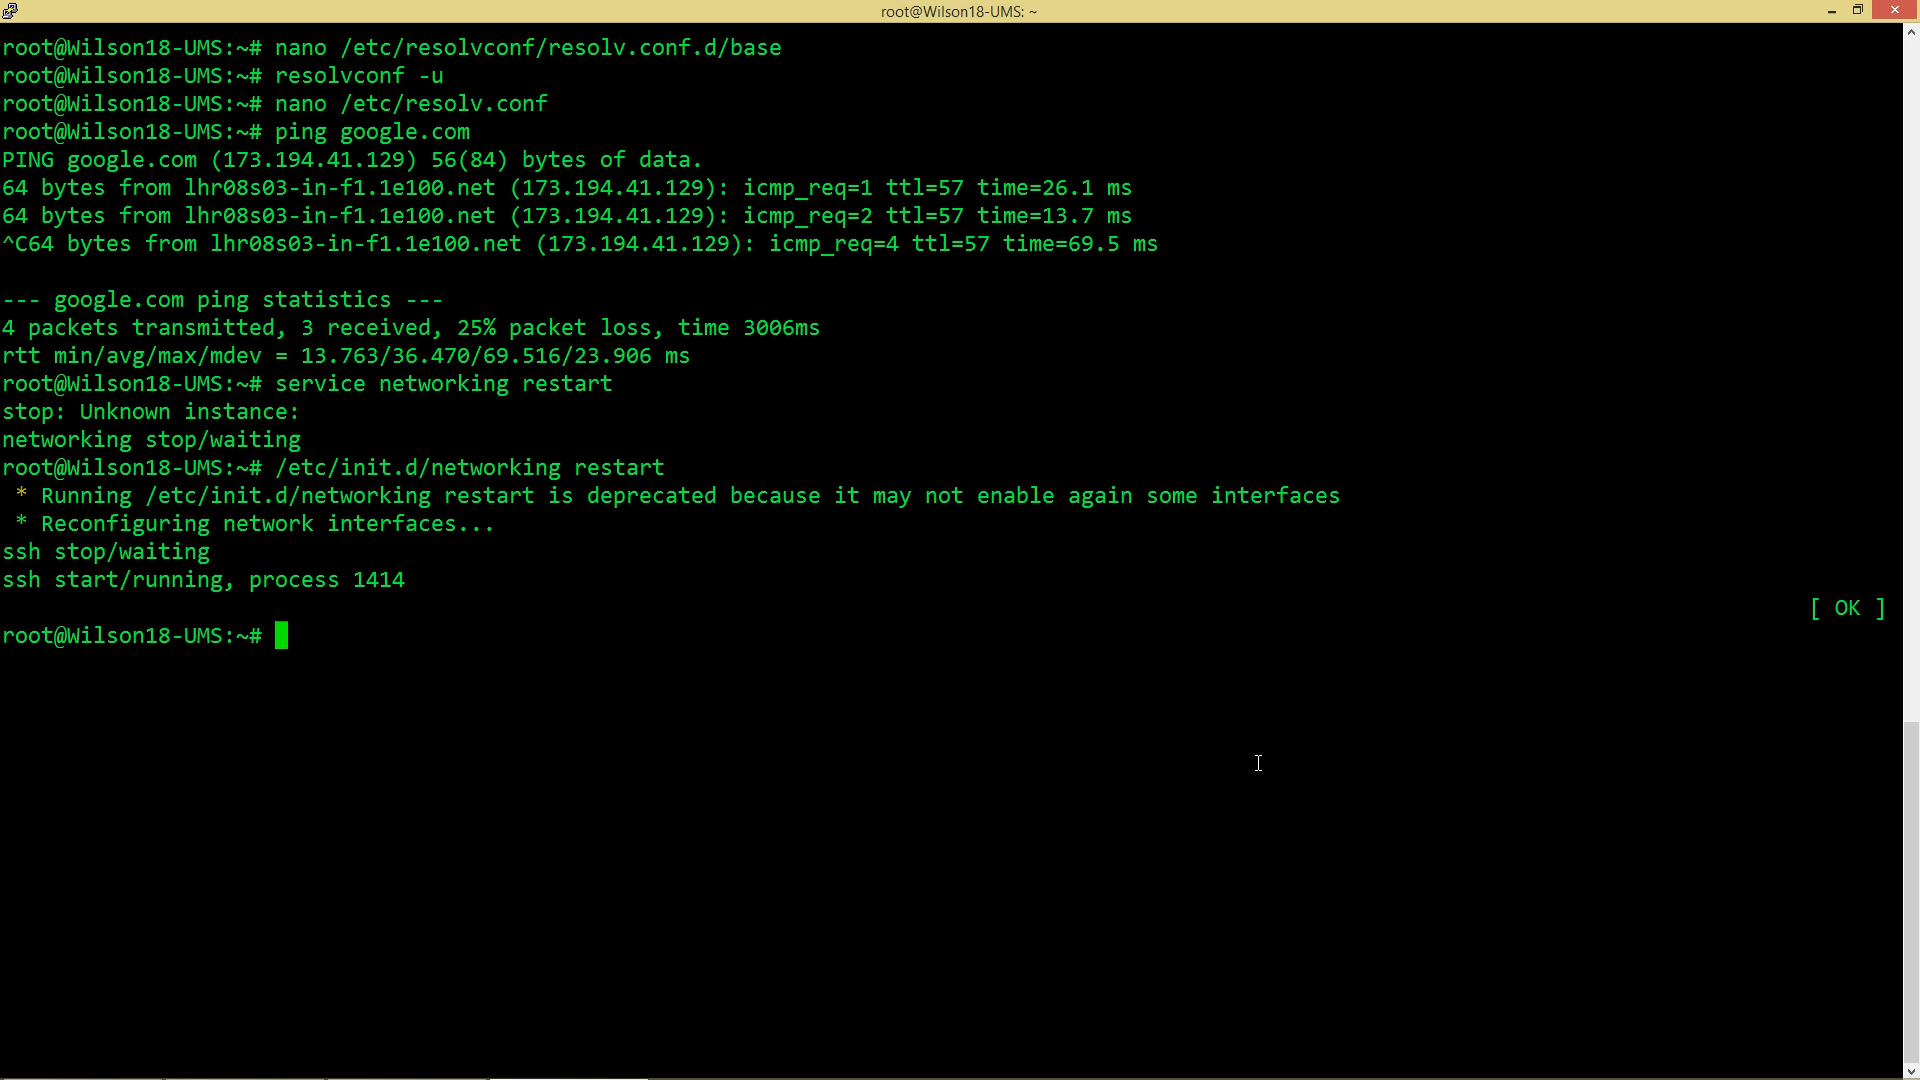 root@Wilson18-UMS: ~
root@Wilson18-UMS:~# nano /etc/resolvconf/resolv.conf.d/base
root@Wilson18-UMS:~# resolvconf -u
root@Wilson18-UMS:~# nano /etc/resolv.conf
root@Wilson18-UMS:~# ping google.com
PING google.com (173.194.41.129) 56(84) bytes of data.
64 bytes from lhr08s03-in-f1.1e100.net (173.194.41.129): icmp_req=1 ttl=57 time=26.1 ms
64 bytes from lhr08s03-in-f1.1e100.net (173.194.41.129): icmp_req=2 ttl=57 time=13.7 ms
^C64 bytes from lhr08s03-in-f1.1e100.net (173.194.41.129): icmp_req=4 ttl=57 time=69.5 ms
--- google.com ping statistics ---
4 packets transmitted, 3 received, 25% packet loss, time 3006ms
rtt min/avg/max/mdev = 13.763/36.470/69.516/23.906 ms
root@Wilson18-UMS:~# service networking restart
stop: Unknown instance:
networking stop/waiting
root@Wilson18-UMS:~# /etc/init.d/networking restart
 * Running /etc/init.d/networking restart is deprecated because it may not enable again some interfaces
 * Reconfiguring network interfaces...
ssh stop/waiting
ssh start/running, process 1414
[ OK ]
root@Wilson18-UMS:~#